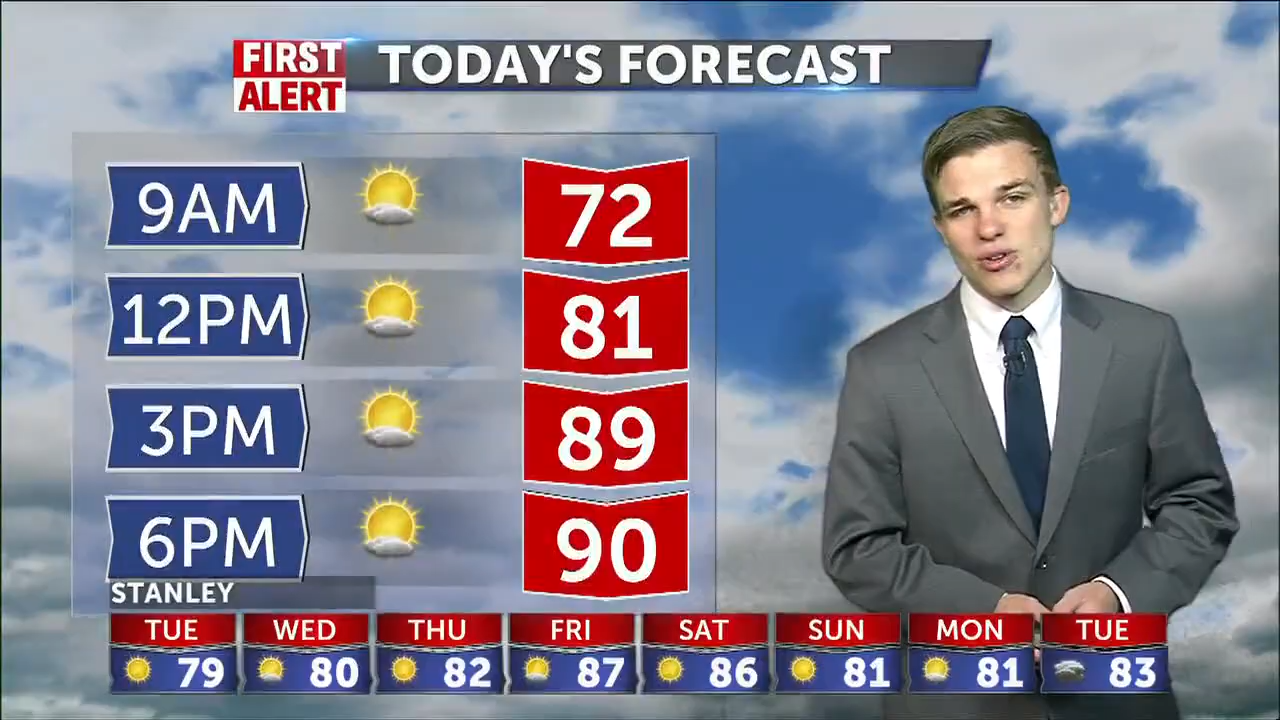 FIRST
ALERT
TODAY'S FORECAST
9AM 72
12PM 81
3PM 89
6PM 90
STANLEY
TUE WED THU FRI SAT SUN MON TUE
79 80 82 87 86 81 81 83